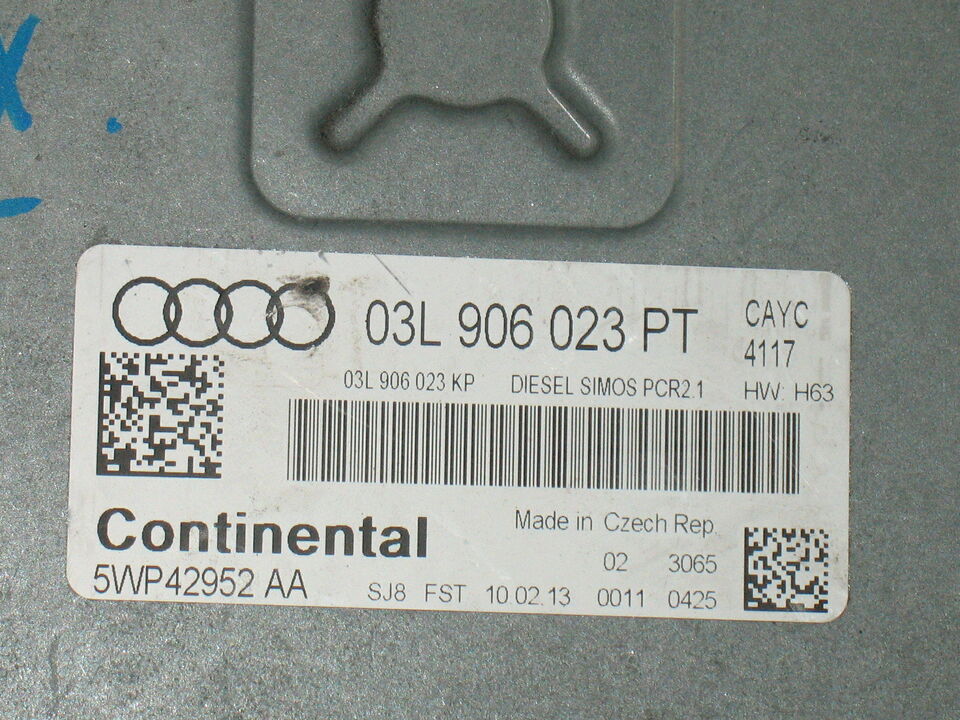 03L 906 023 PT CAYC
4117
03L 906 023 KP DIESEL SIMOS PCR2.1 HW: H63
Continental Made in Czech Rep.
02 3065
5WP42952 AA SJ8 FST 10.02.13 0011 0425